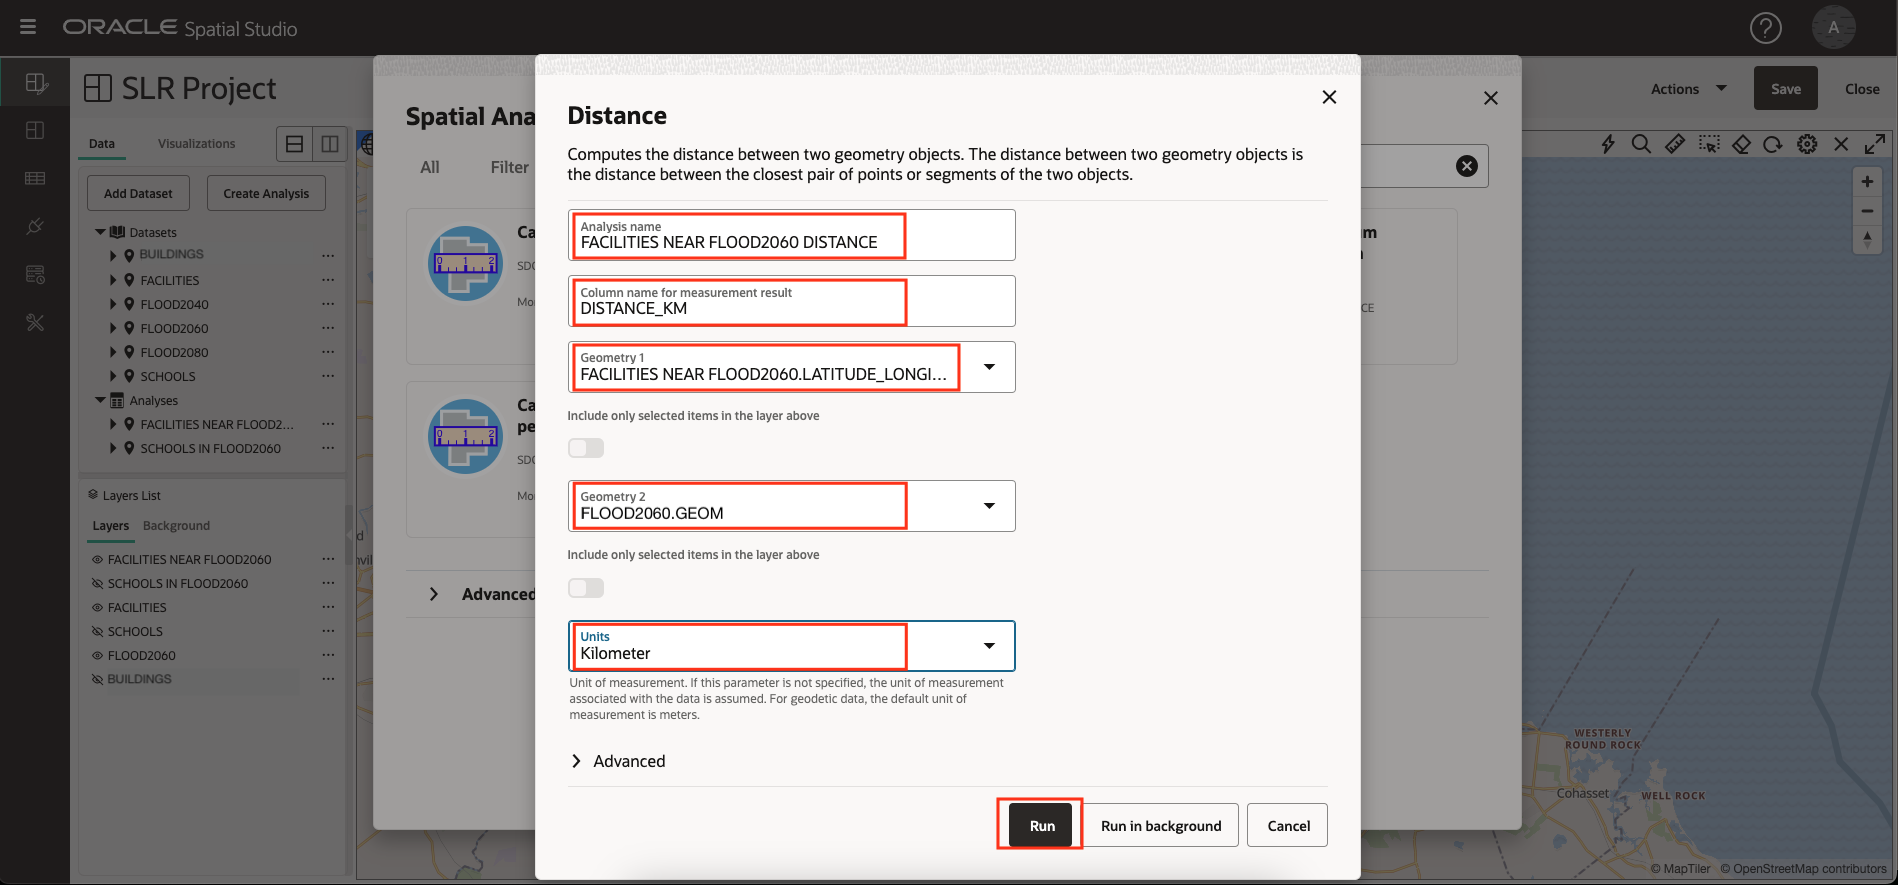 ORACLE Spatial Studio
A
SLR Project
Actions
Save
Close
Data
Visualizations
Add Dataset
Create Analysis
Datasets
BUILDINGS
FACILITIES
FLOOD2040
FLOOD2060
FLOOD2080
SCHOOLS
Analyses
FACILITIES NEAR FLOOD2...
SCHOOLS IN FLOOD2060
Layers List
Layers
Background
FACILITIES NEAR FLOOD2060
SCHOOLS IN FLOOD2060
FACILITIES
SCHOOLS
FLOOD2060
BUILDINGS
Spatial Ana
All
Filter
0 1 2
0 1 2
Advanced
Distance
Computes the distance between two geometry objects. The distance between two geometry objects is
the distance between the closest pair of points or segments of the two objects.
Analysis name
FACILITIES NEAR FLOOD2060 DISTANCE
Column name for measurement result
DISTANCE_KM
Geometry 1
FACILITIES NEAR FLOOD2060.LATITUDE_LONGI...
Include only selected items in the layer above
Geometry 2
FLOOD2060.GEOM
Include only selected items in the layer above
Units
Kilometer
Unit of measurement. If this parameter is not specified, the unit of measurement
associated with the data is assumed. For geodetic data, the default unit of
measurement is meters.
Advanced
Run
Run in background
Cancel
WESTERLY
ROUND ROCK
Cohasset
WELL ROCK
© MapTiler © OpenStreetMap contributors